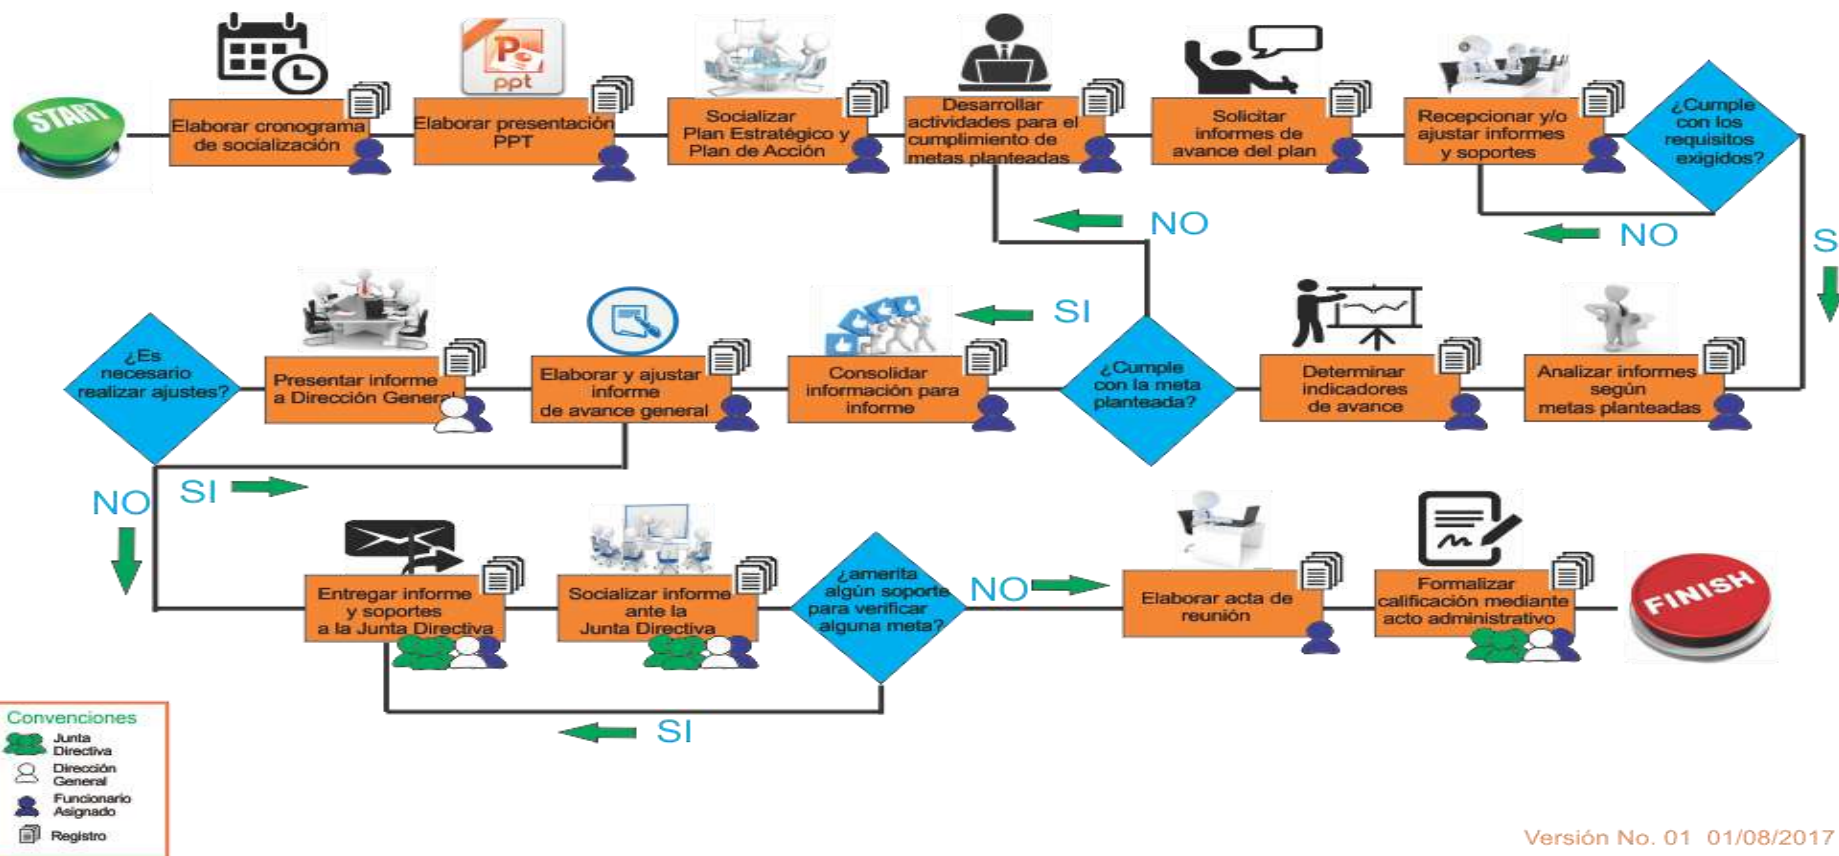 START
Elaborar cronograma
de socialización
ppt
Elaborar presentación
PPT
Socializar
Plan Estratégico y
Plan de Acción
Desarrollar
actividades para el
cumplimiento de
metas planteadas
Solicitar
informes de
avance del plan
Recepcionar y/o
ajustar informes
y soportes
¿Cumple
con los
requisitos
exigidos?
NO
NO
S
¿Es
necesario
realizar ajustes?
Presentar informe
a Dirección General
Elaborar y ajustar
informe
de avance general
Consolidar
información para
informe
SI
¿Cumple
con la meta
planteada?
Determinar
indicadores
de avance
Analizar informes
según
metas planteadas
NO
SI
Entregar informe
y soportes
a la Junta Directiva
Socializar informe
ante la
Junta Directiva
¿amerita
algún soporte
para verificar
alguna meta?
NO
Elaborar acta de
reunión
Formalizar
calificación mediante
acto administrativo
FINISH
SI
Convenciones
Junta
Directiva
Dirección
General
Funcionario
Asignado
Registro
Versión No. 01 01/08/2017